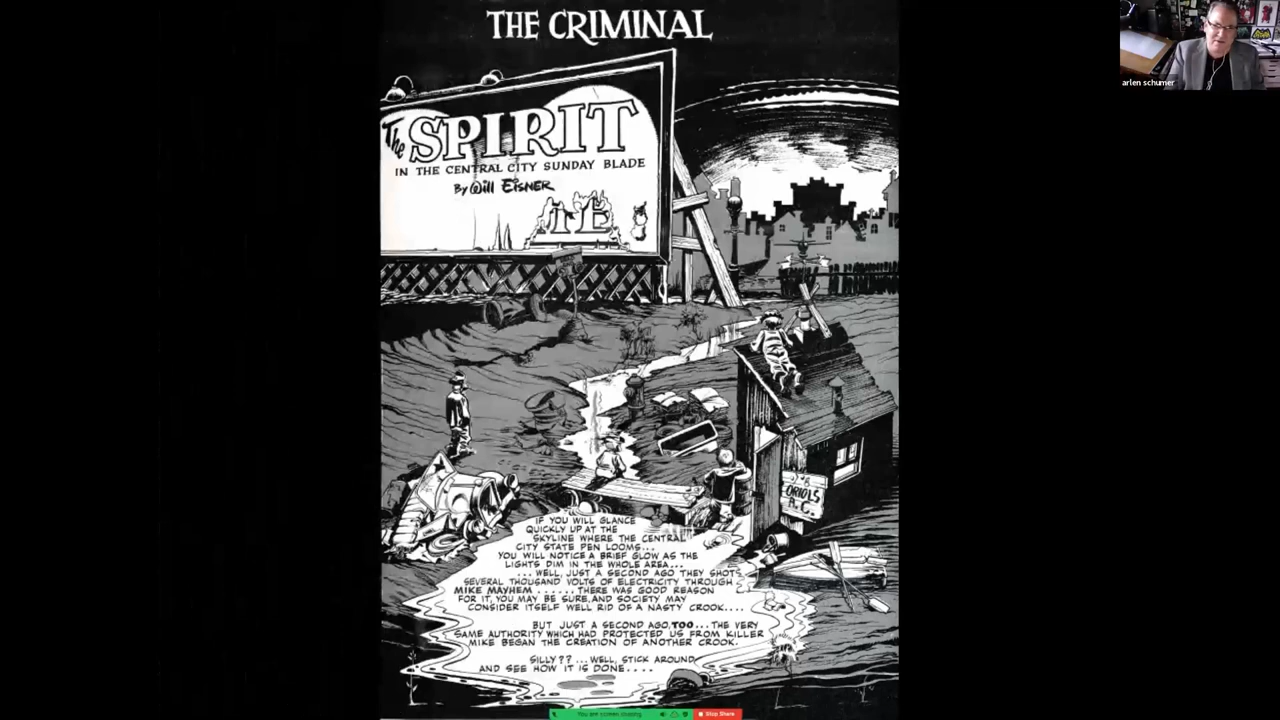 THE CRIMINAL
arlen schumer
The SPIRIT
IN THE CENTRAL CITY SUNDAY BLADE
By Will EISNER
ORIOLS
A.C.
IF YOU WILL GLANCE
QUICKLY UP AT THE
SKYLINE WHERE THE CENTRAL
CITY STATE PEN LOOMS...
YOU WILL NOTICE A BRIEF GLOW AS THE
LIGHTS DIM IN THE WHOLE AREA...
...WELL, JUST A SECOND AGO THEY SHOT
SEVERAL THOUSAND VOLTS OF ELECTRICITY THROUGH
MIKE MAYHEM......THERE WAS GOOD REASON
FOR IT, YOU MAY BE SURE, AND SOCIETY MAY
CONSIDER ITSELF WELL RID OF A NASTY CROOK....
BUT JUST A SECOND AGO, TOO...THE VERY
SAME AUTHORITY WHICH HAD PROTECTED US FROM KILLER
MIKE BEGAN THE CREATION OF ANOTHER CROOK.
SILLY??...WELL, STICK AROUND
AND SEE HOW IT IS DONE....
You are screen sharing
Stop Share